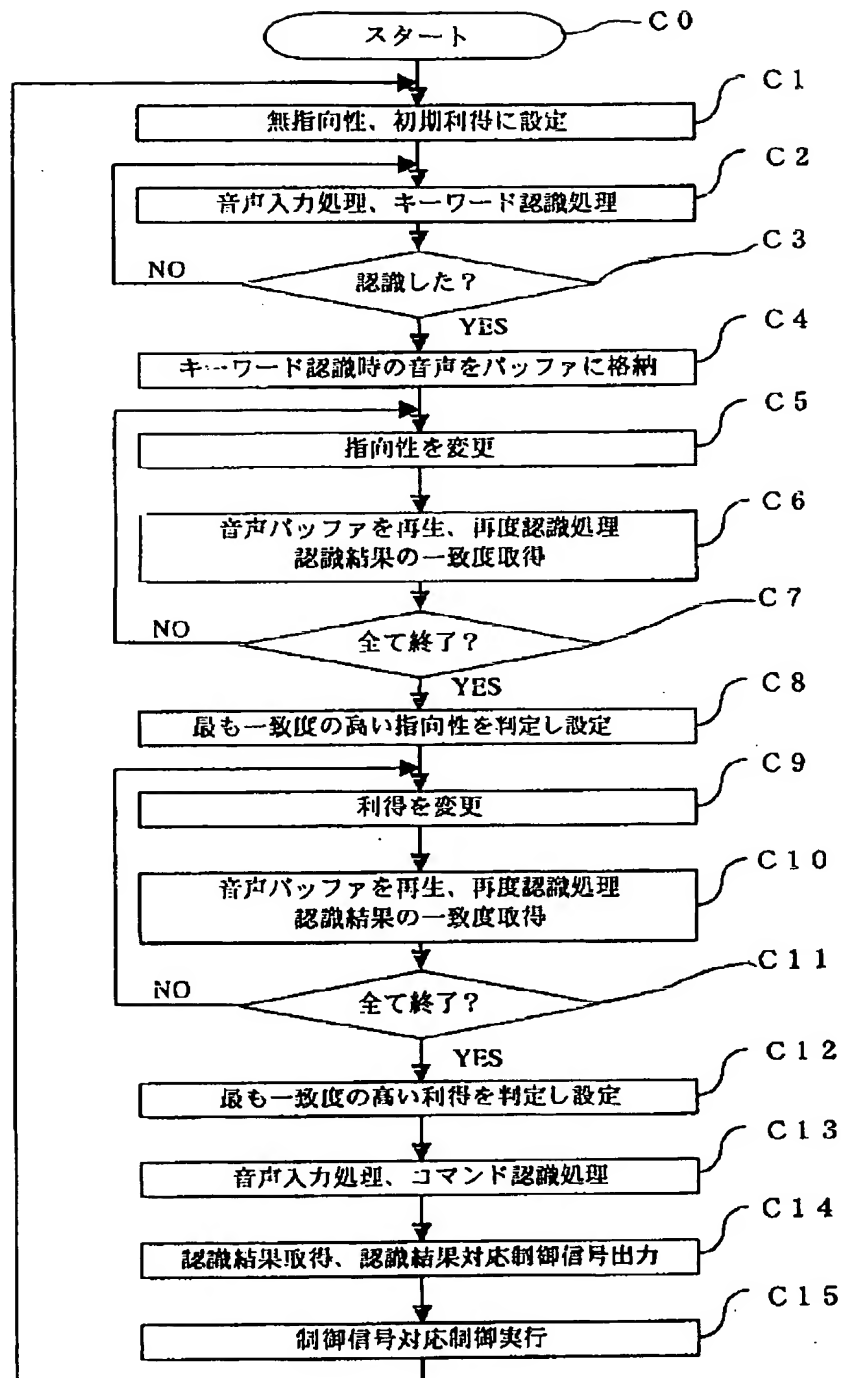 スタート
C0
C1
無指向性、初期利得に設定
C2
音声入力処理、キーワード認識処理
C3
NO
認識した?
YES
C4
キーワード認識時の音声をバッファに格納
C5
指向性を変更
C6
音声バッファを再生、再度認識処理
認識結果の一致度取得
C7
NO
全て終了?
YES
C8
最も一致度の高い指向性を判定し設定
C9
利得を変更
C10
音声バッファを再生、再度認識処理
認識結果の一致度取得
C11
NO
全て終了?
YES
C12
最も一致度の高い利得を判定し設定
C13
音声入力処理、コマンド認識処理
C14
認識結果取得、認識結果対応制御信号出力
C15
制御信号対応制御実行